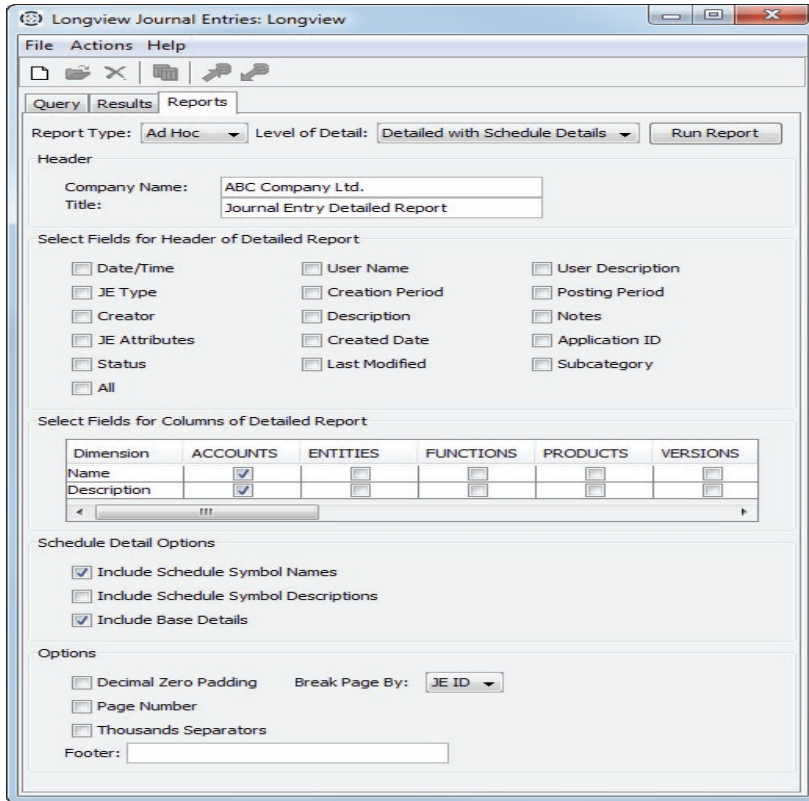 Longview Journal Entries: Longview
File Actions Help
Query Results Reports
Report Type: Ad Hoc Level of Detail: Detailed with Schedule Details Run Report
Header
Company Name: ABC Company Ltd.
Title: Journal Entry Detailed Report
Select Fields for Header of Detailed Report
Date/Time User Name User Description
JE Type Creation Period Posting Period
Creator Description Notes
JE Attributes Created Date Application ID
Status Last Modified Subcategory
All
Select Fields for Columns of Detailed Report
Dimension ACCOUNTS ENTITIES FUNCTIONS PRODUCTS VERSIONS
Name
Description
Schedule Detail Options
Include Schedule Symbol Names
Include Schedule Symbol Descriptions
Include Base Details
Options
Decimal Zero Padding Break Page By: JE ID
Page Number
Thousands Separators
Footer: